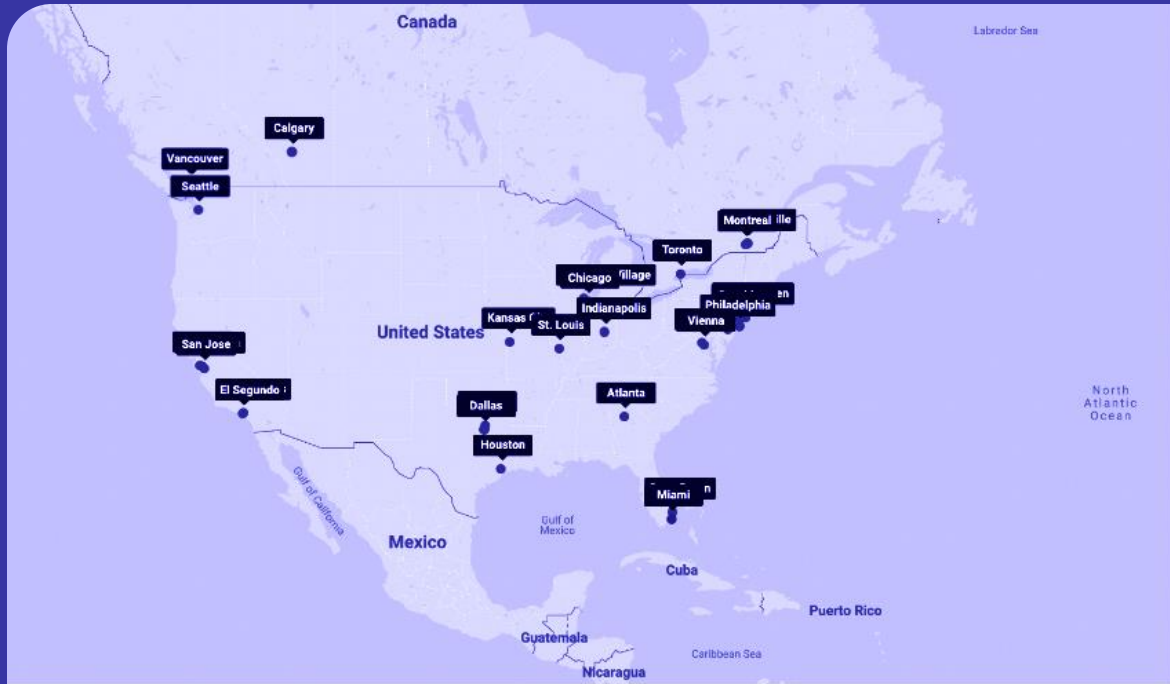 Canada
Labrador Sea
Calgary
Vancouver
Seattle
Montreal
Toronto
Chicago
Village
Philadelphia
Indianapolis
Kansas
St. Louis
Vienna
United States
San Jose
El Segundo
Atlanta
North
Atlantic
Ocean
Dallas
Houston
Gulf of California
Miami
Gulf of
Mexico
Mexico
Cuba
Puerto Rico
Guatemala
Caribbean Sea
Nicaragua